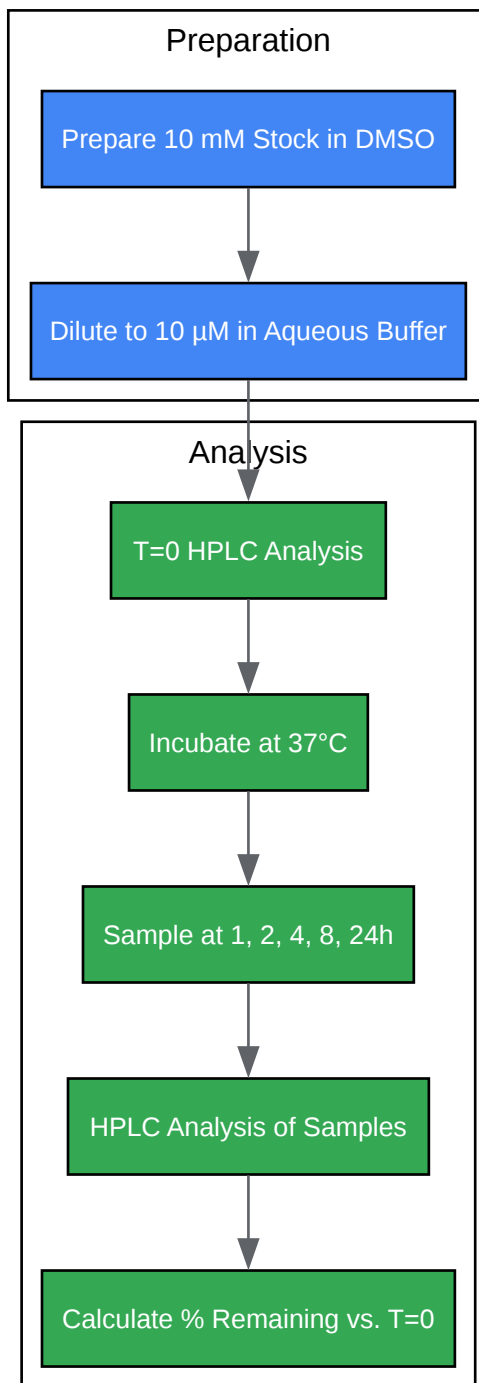 Preparation
Prepare 10 mM Stock in DMSO
Dilute to 10 µM in Aqueous Buffer
Analysis
T=0 HPLC Analysis
Incubate at 37°C
Sample at 1, 2, 4, 8, 24h
HPLC Analysis of Samples
Calculate % Remaining vs. T=0